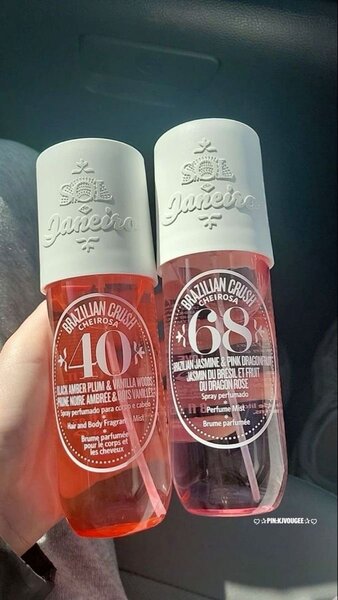 SOL
Janeiro
BRAZILIAN CRUSH
CHEIROSA
40
BLACK AMBER PLUM & VANILLA WOODS
PRUNE NOIRE AMBRÉE & BOIS VANILLÉS
Spray perfumado para corpo e cabelo
Hair and Body Fragrance Mist
Brume parfumée
pour le corps et
les cheveux
SOL
Janeiro
BRAZILIAN CRUSH
CHEIROSA
68
BRAZILIAN JASMINE & PINK DRAGONFRUIT
JASMIN DU BRÉSIL ET FRUIT
DU DRAGON ROSE
Spray perfumado
Perfume Mist
Brume parfumée
PIN:KJVOUGEE